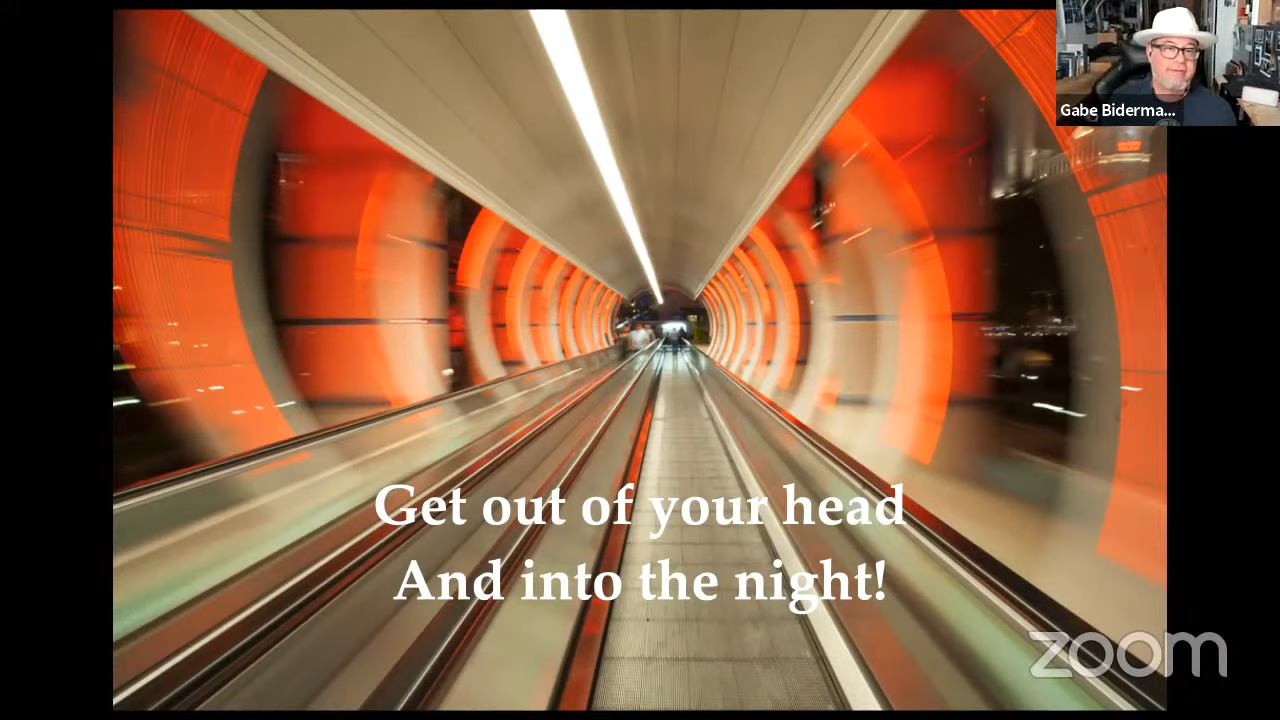 Gabe Biderma...
Get out of your head
And into the night!
zoom